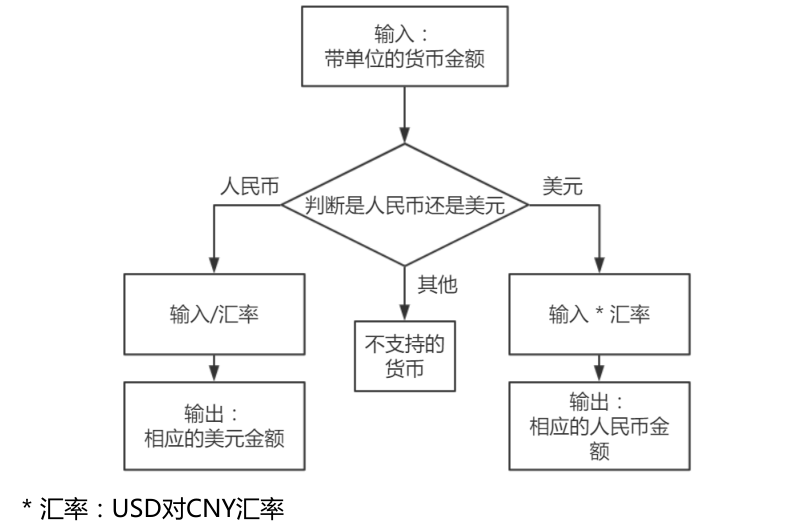 输入：
带单位的货币金额
人民币
判断是人民币还是美元
美元
其他
输入/汇率
不支持的
货币
输入 * 汇率
输出：
相应的美元金额
输出：
相应的人民币金
额
* 汇率：USD对CNY汇率